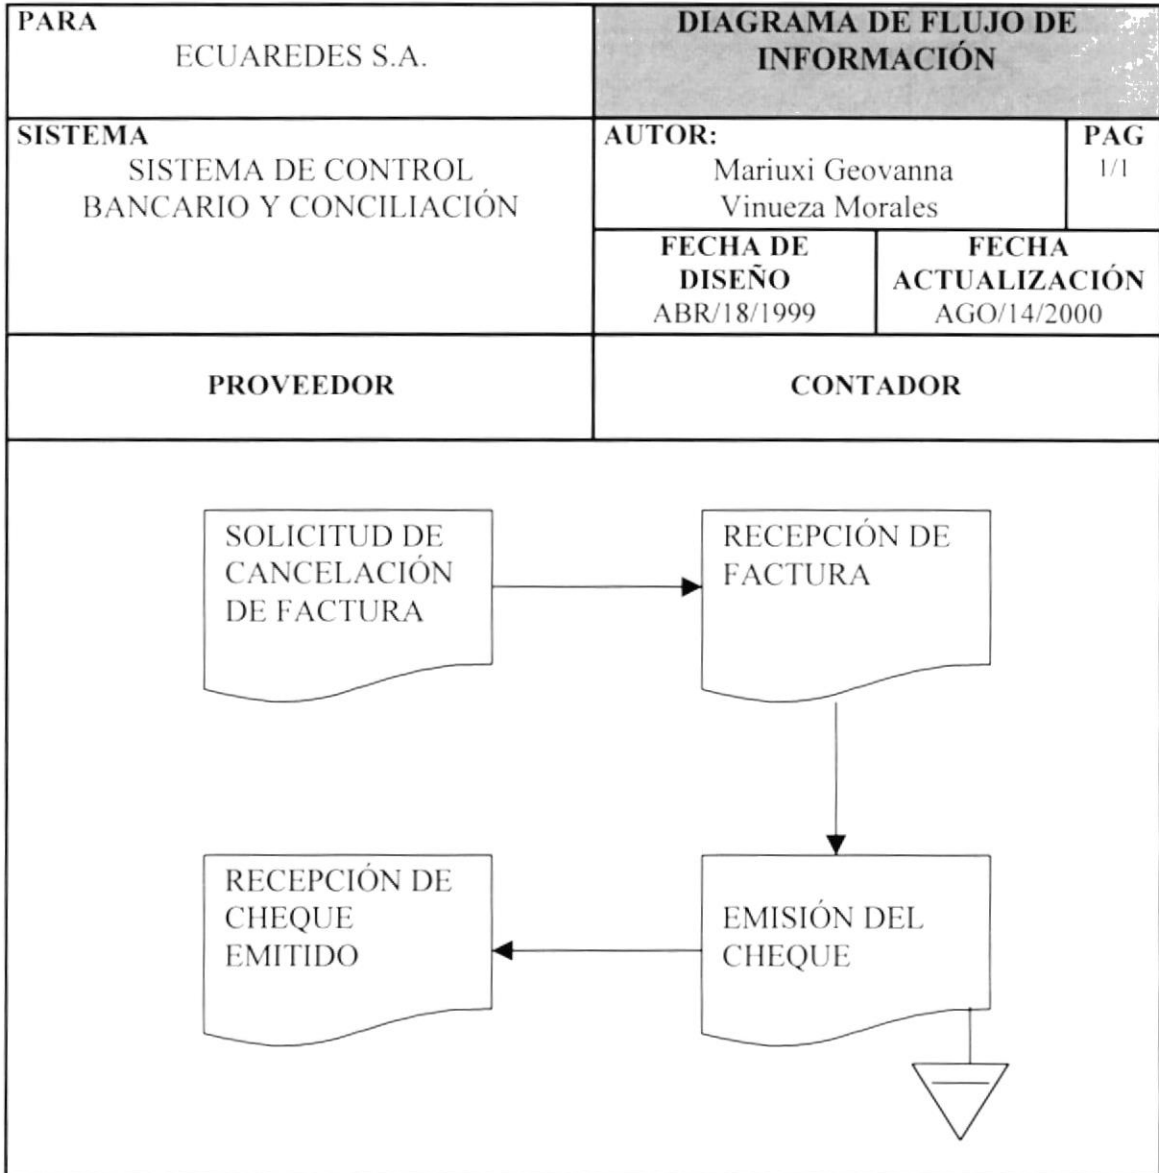 PARA
ECUAREDES S.A.
DIAGRAMA DE FLUJO DE
INFORMACIÓN
SISTEMA
SISTEMA DE CONTROL
BANCARIO Y CONCILIACIÓN
AUTOR:
Mariuxi Geovanna
Vinueza Morales
PAG
1/1
FECHA DE
DISEÑO
ABR/18/1999
FECHA
ACTUALIZACIÓN
AGO/14/2000
PROVEEDOR
CONTADOR
SOLICITUD DE
CANCELACIÓN
DE FACTURA
RECEPCIÓN DE
FACTURA
RECEPCIÓN DE
CHEQUE
EMITIDO
EMISIÓN DEL
CHEQUE